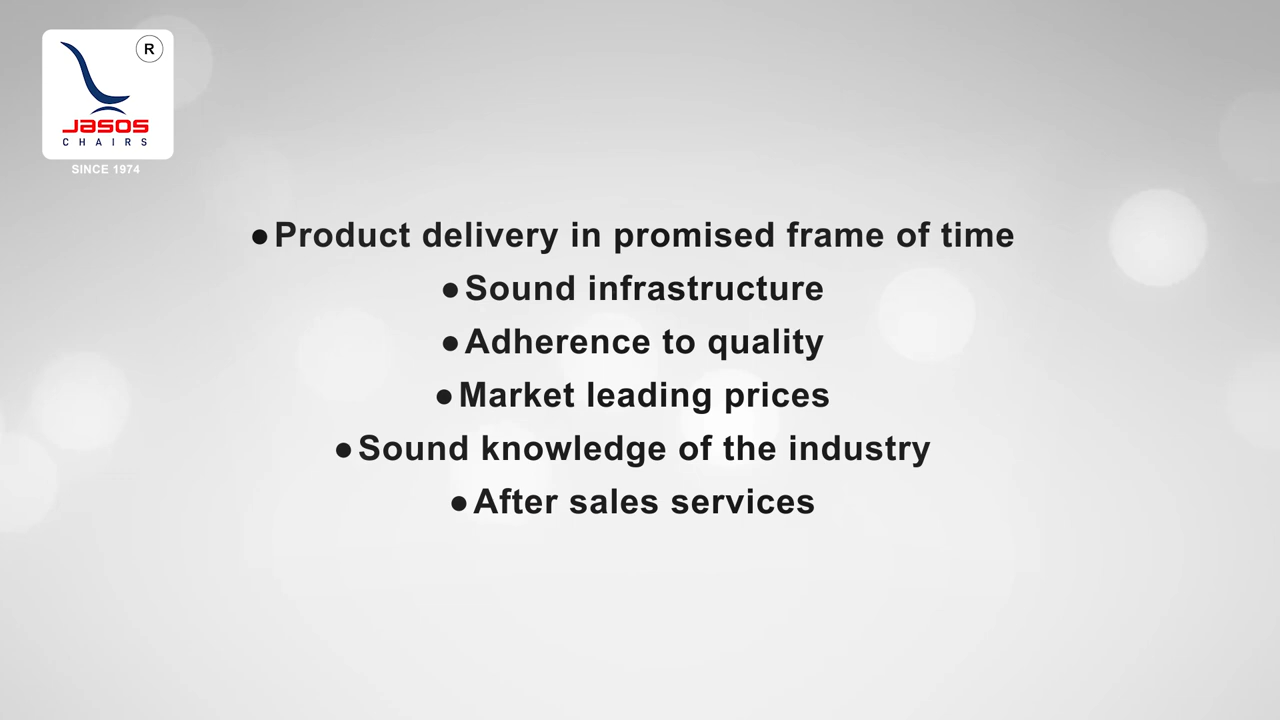 R
JASOS
CHAIRS
SINCE 1974
●Product delivery in promised frame of time
●Sound infrastructure
●Adherence to quality
●Market leading prices
●Sound knowledge of the industry
●After sales services